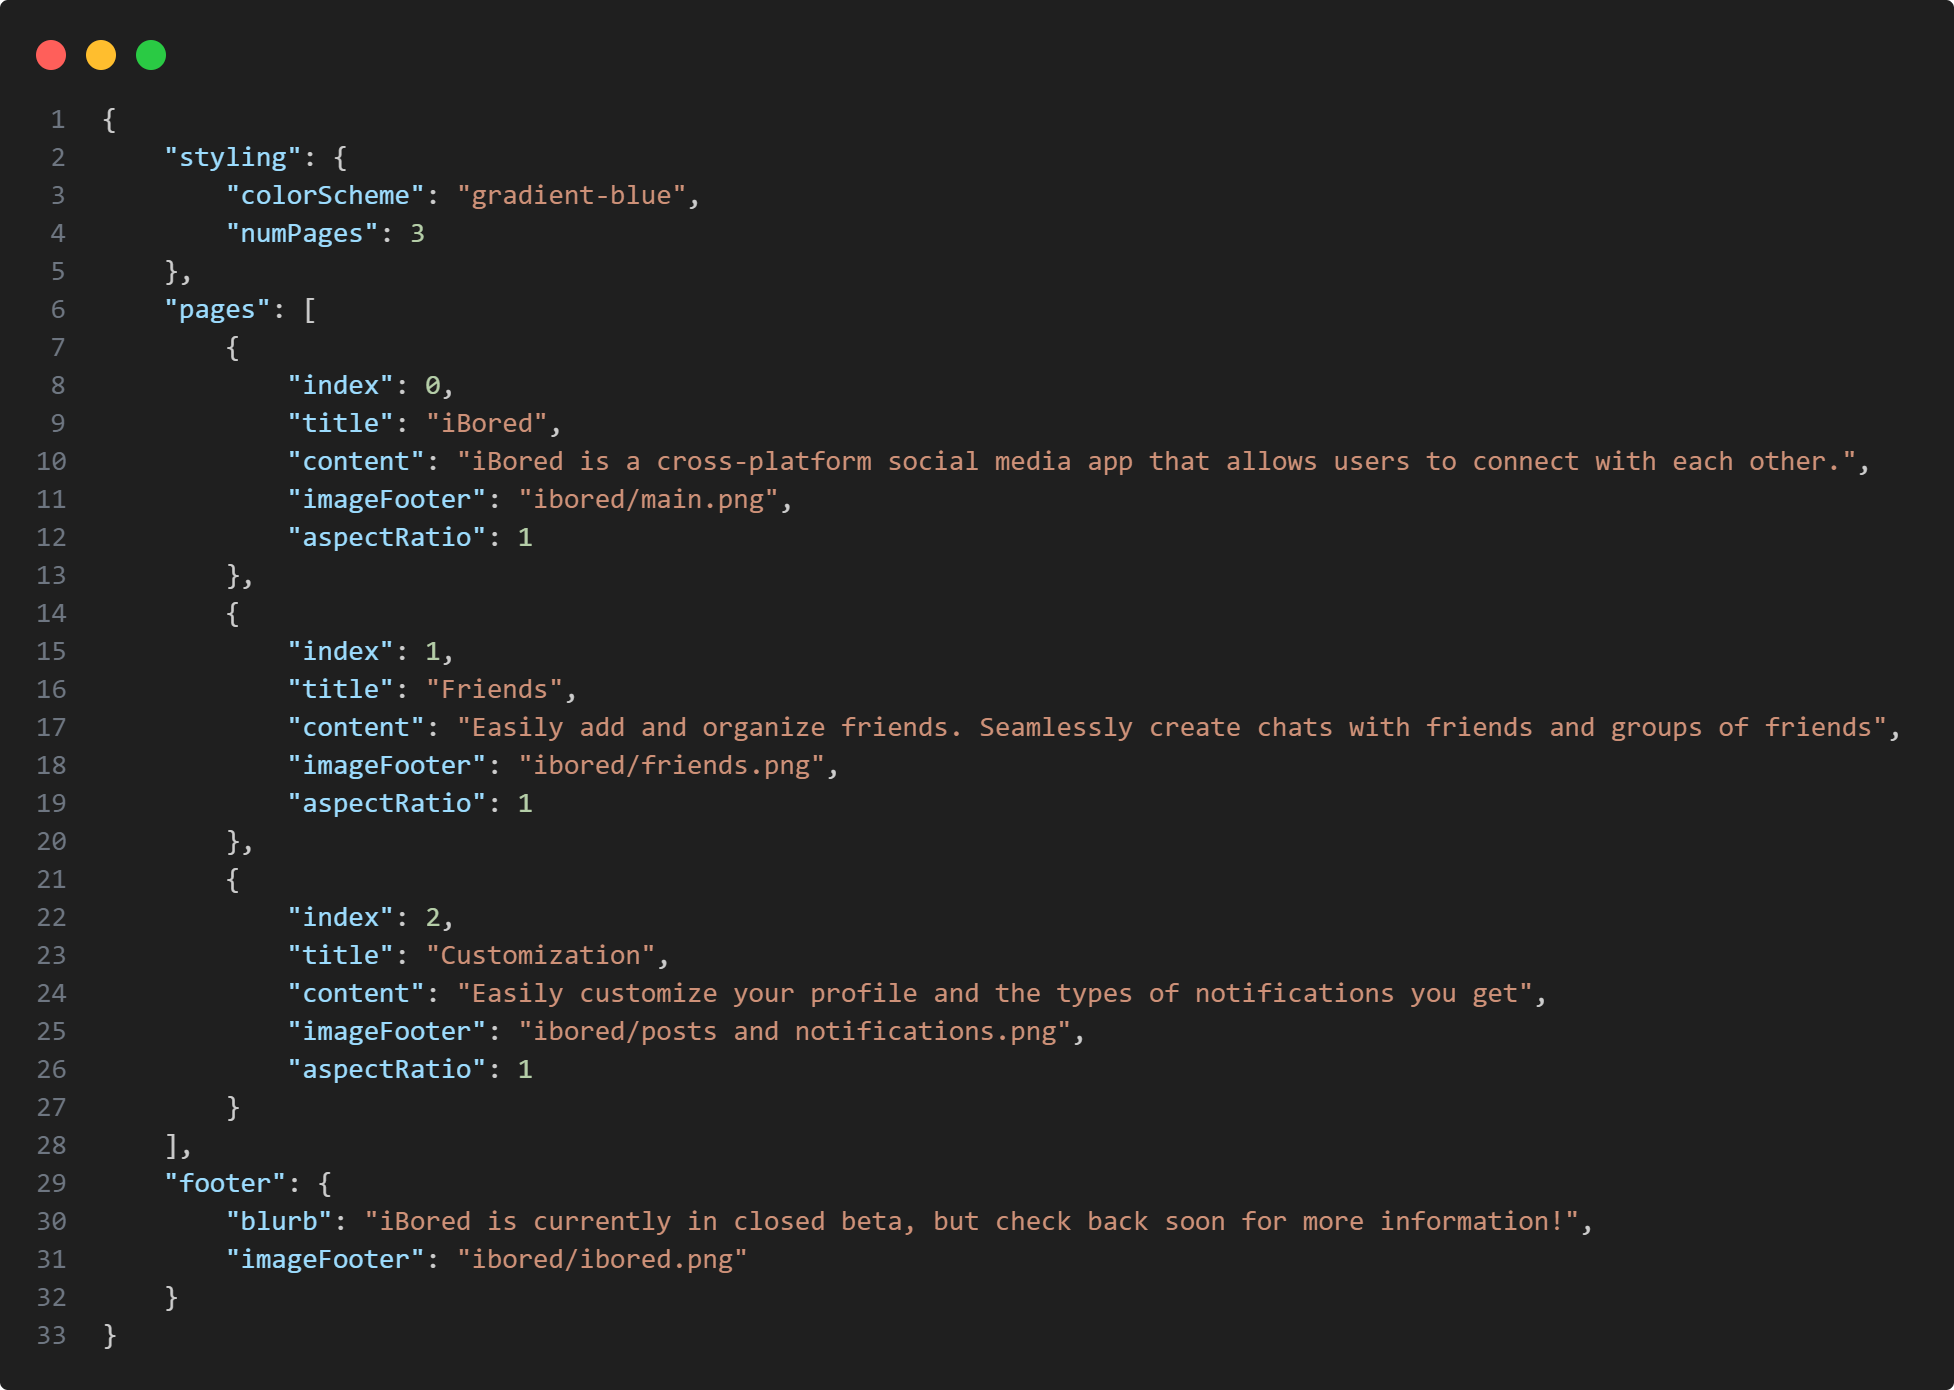 1 {
2     "styling": {
3         "colorScheme": "gradient-blue",
4         "numPages": 3
5     },
6     "pages": [
7         {
8             "index": 0,
9             "title": "iBored",
10             "content": "iBored is a cross-platform social media app that allows users to connect with each other.",
11             "imageFooter": "ibored/main.png",
12             "aspectRatio": 1
13         },
14         {
15             "index": 1,
16             "title": "Friends",
17             "content": "Easily add and organize friends. Seamlessly create chats with friends and groups of friends",
18             "imageFooter": "ibored/friends.png",
19             "aspectRatio": 1
20         },
21         {
22             "index": 2,
23             "title": "Customization",
24             "content": "Easily customize your profile and the types of notifications you get",
25             "imageFooter": "ibored/posts and notifications.png",
26             "aspectRatio": 1
27         }
28     ],
29     "footer": {
30         "blurb": "iBored is currently in closed beta, but check back soon for more information!",
31         "imageFooter": "ibored/ibored.png"
32     }
33 }